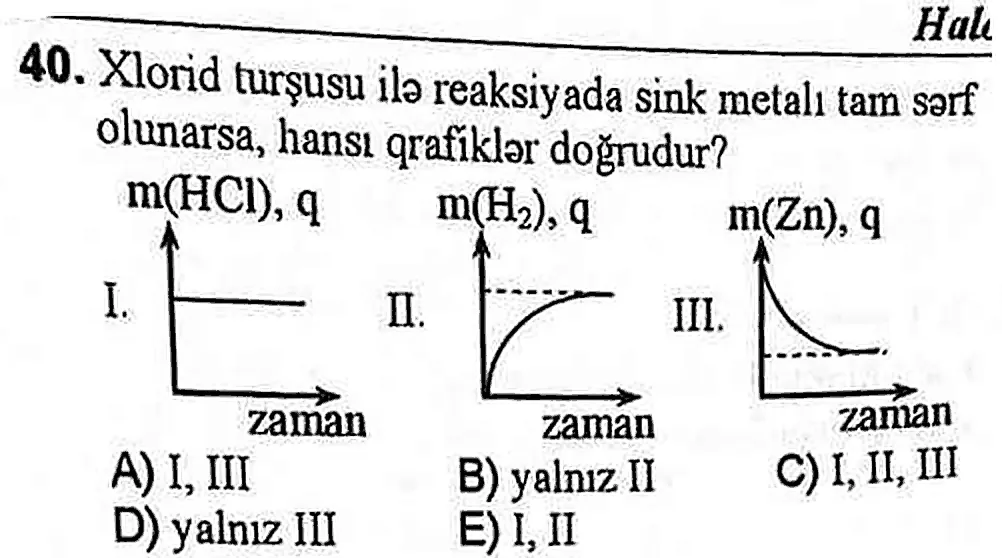 Hal
40. Xlorid turşusu ilə reaksiyada sink metalı tam sərf
olunarsa, hansı qrafiklər doğrudur?
m(HCl), q
m(H₂), q
m(Zn), q
I.
II.
III.
zaman
zaman
zaman
A) I, III
B) yalnız II
C) I, II, III
D) yalnız III
E) I, II